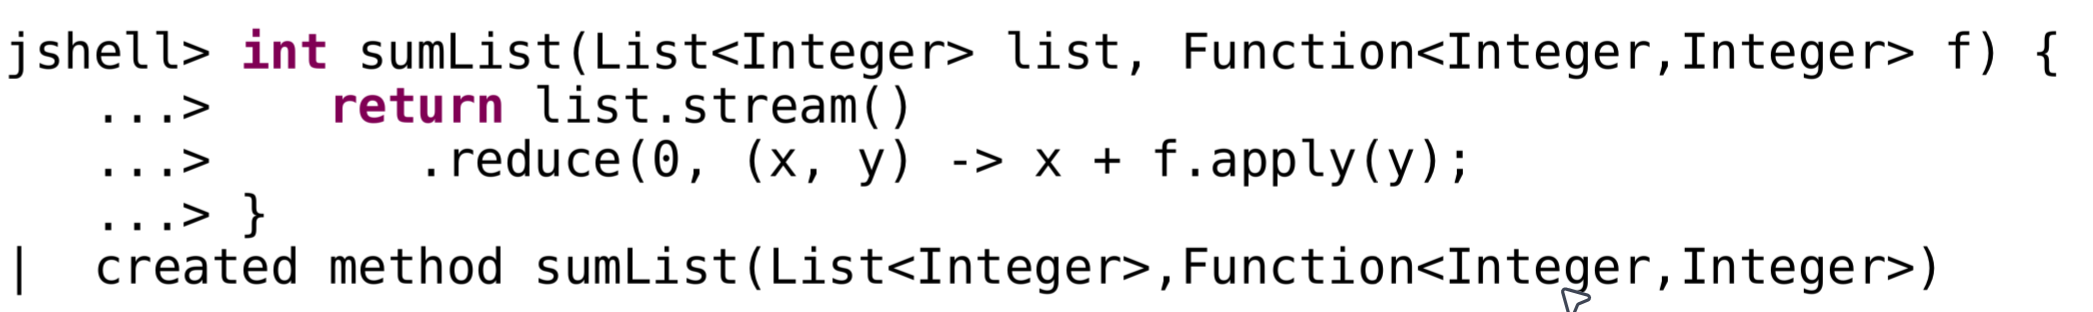 jshell> int sumList(List<Integer> list, Function<Integer,Integer> f) {
   ...>     return list.stream()
   ...>         .reduce(0, (x, y) -> x + f.apply(y);
   ...> }
|  created method sumList(List<Integer>,Function<Integer,Integer>)